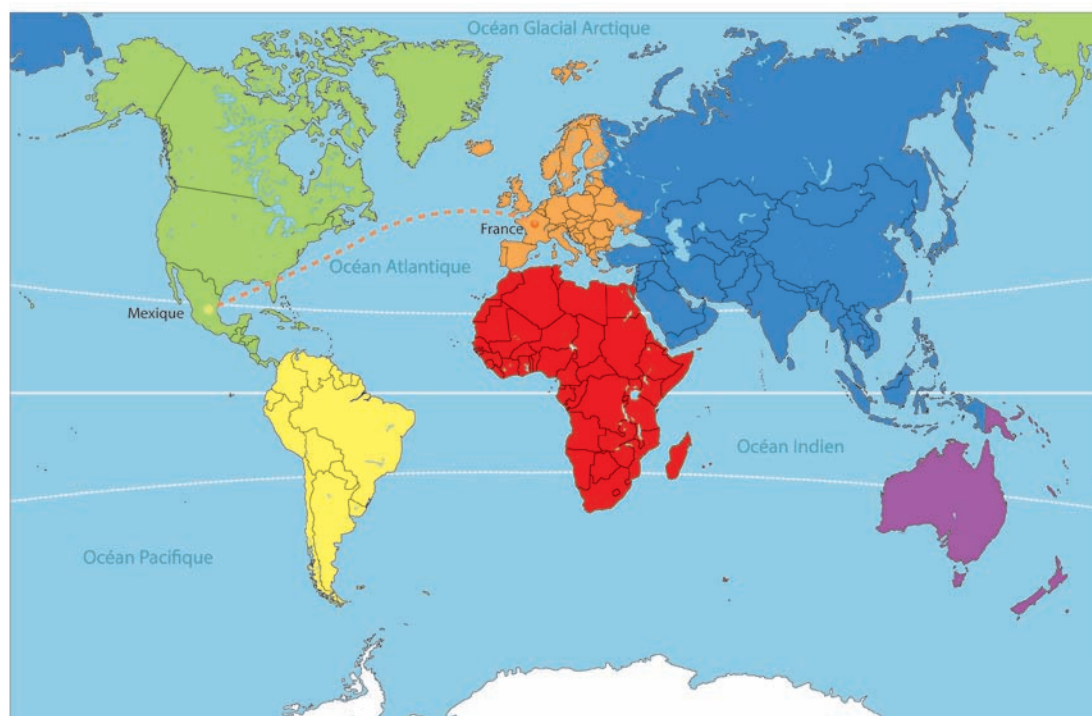 Océan Glacial Arctique
France
Océan Atlantique
Mexique
Océan Indien
Océan Pacifique